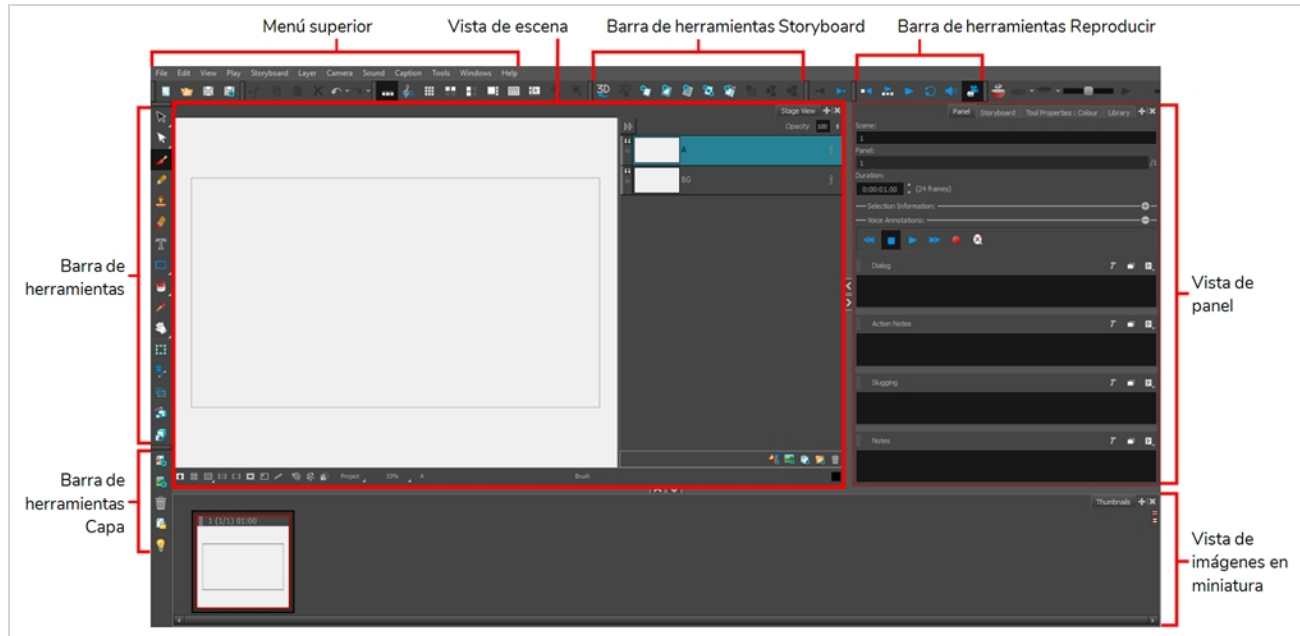 Menú superior
Vista de escena
Barra de herramientas Storyboard
Barra de herramientas Reproducir
File Edit View Play Storyboard Layer Camera Sound Caption Tools Windows Help
3D
Stage View
Opacity 100
A
BG
Panel Storyboard Tool Properties | Colour Library
Scene:
1
Panel:
1 /1
Duration:
0:00:01.00 (24 frames)
Selection Information:
Voice Annotations:
Dialog
Action Notes
Slugging
Notes
Barra de
herramientas
Barra de
herramientas
Capa
Vista de
panel
Project 33% A Brush
Thumbnails
1 (1/1) 01:00
Vista de
imágenes en
miniatura